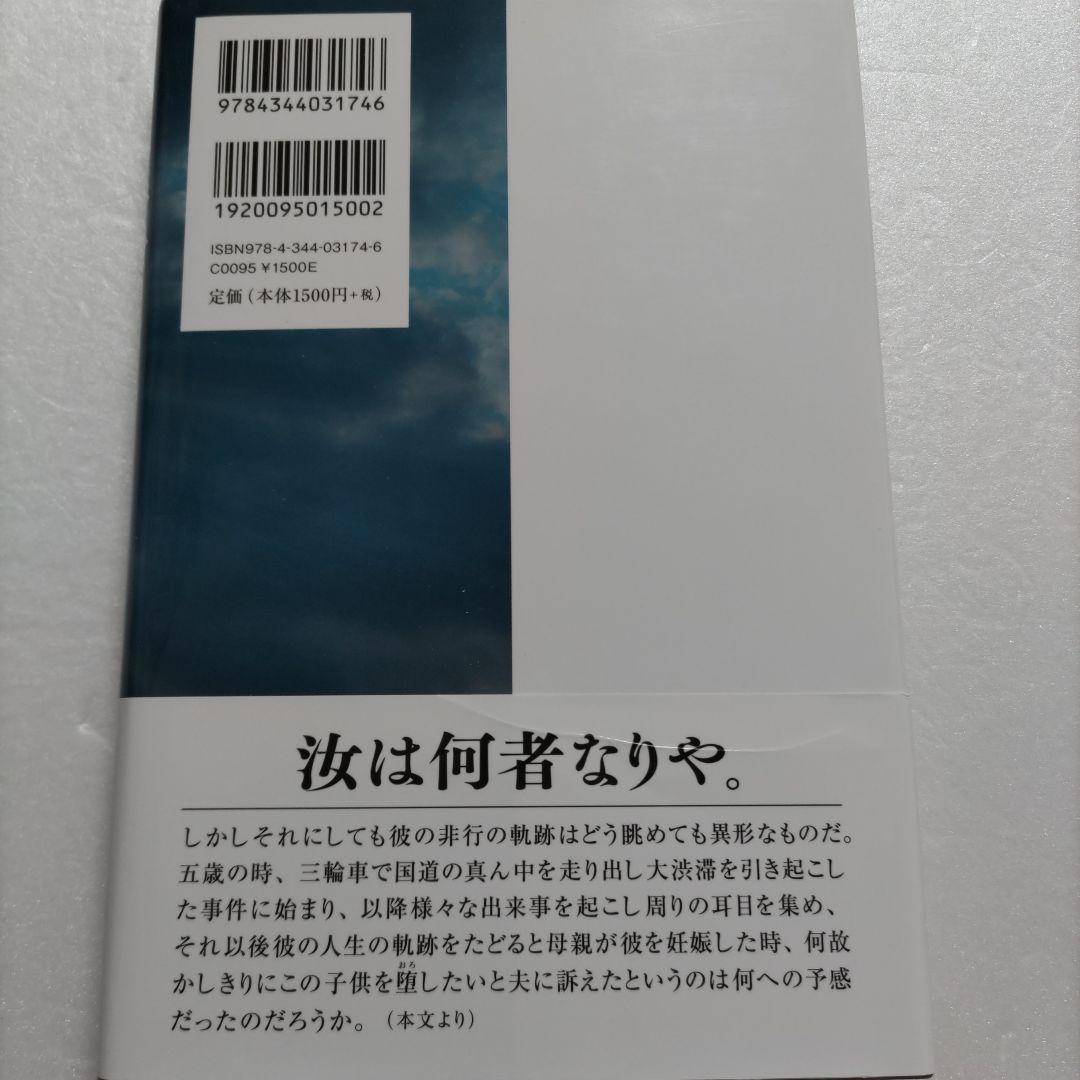 9784344031746
1920095015002
ISBN978-4-344-03174-6
C0095 ¥1500E
定価(本体1500円+税)
汝は何者なりや。
しかしそれにしても彼の非行の軌跡はどう眺めても異形なものだ。
五歳の時、三輪車で国道の真ん中を走り出し大渋滞を引き起こし
た事件に始まり、以降様々な出来事を起こし周りの耳目を集め、
それ以後彼の人生の軌跡をたどると母親が彼を妊娠した時、何故
おろ
かしきりにこの子供を堕したいと夫に訴えたというのは何への予感
だったのだろうか。(本文より)